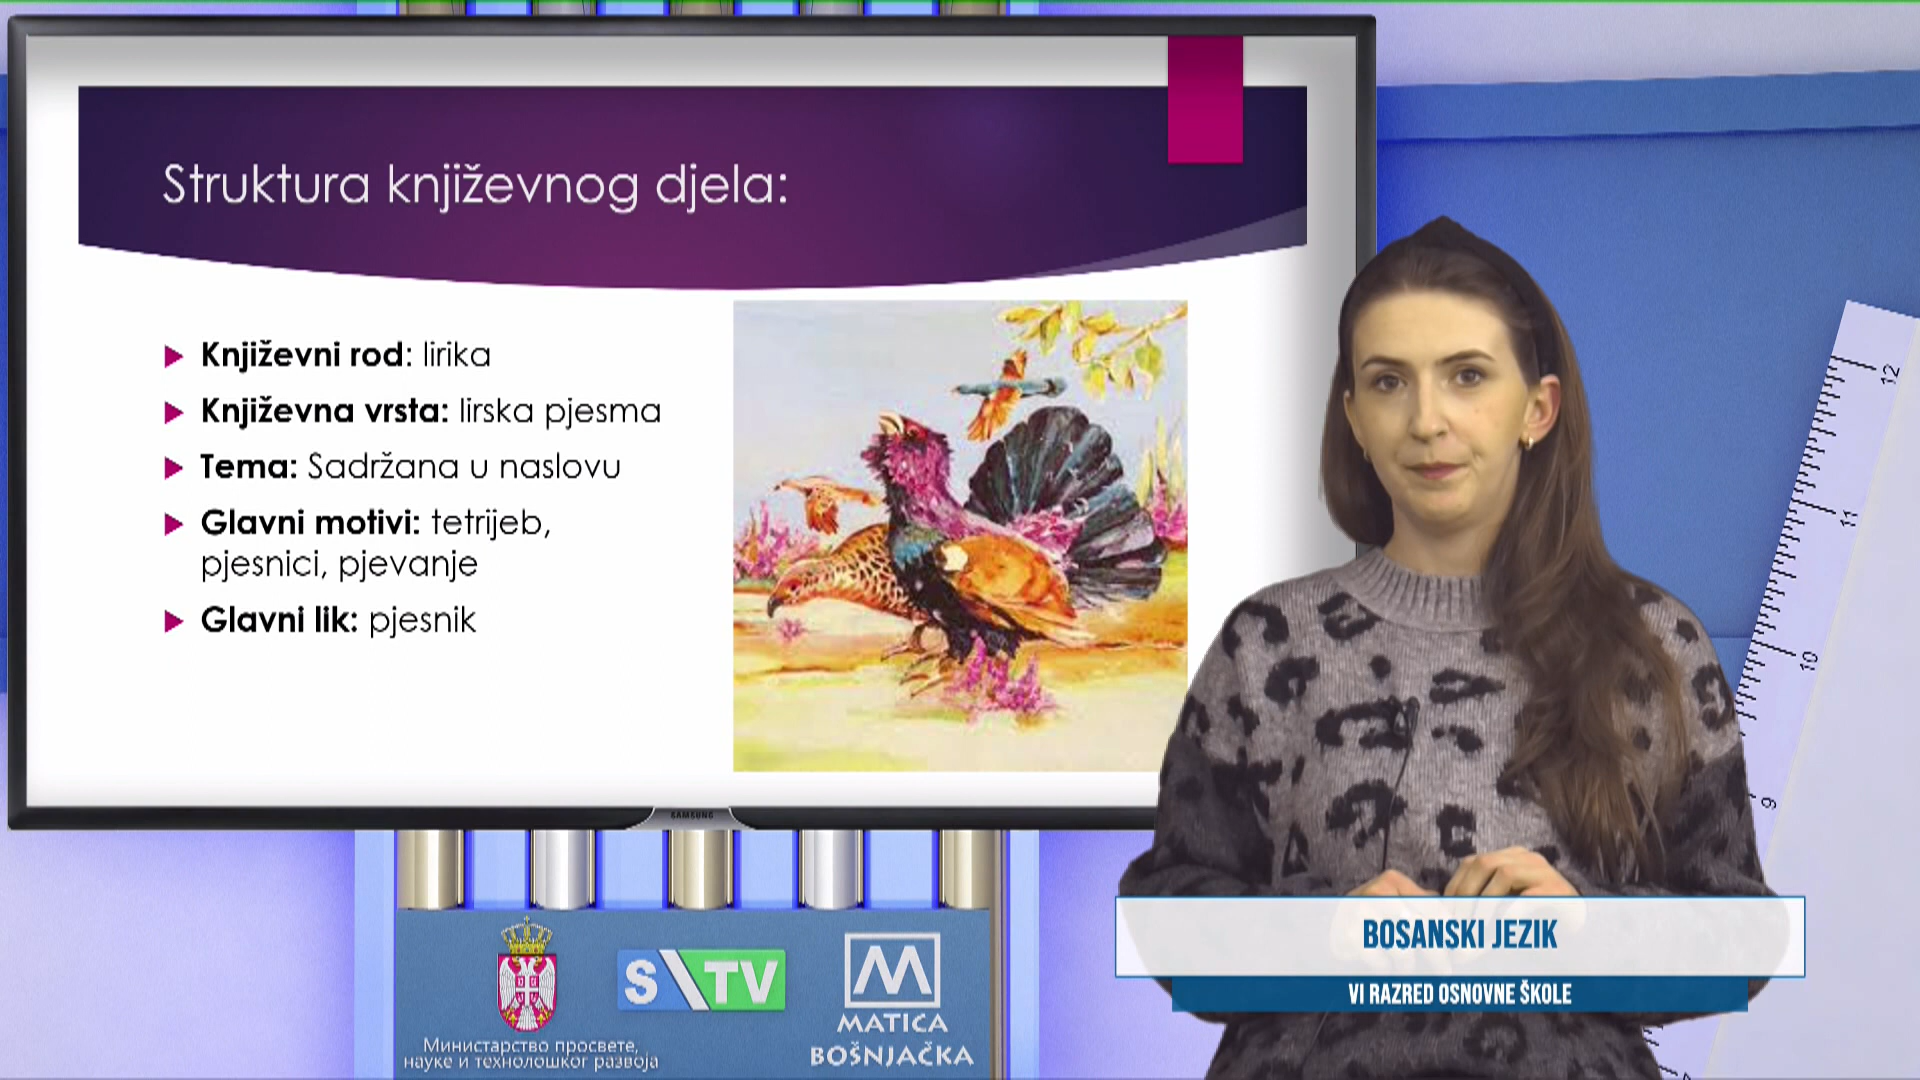 Struktura književnog djela:
Književni rod: lirika
Književna vrsta: lirska pjesma
Tema: Sadržana u naslovu
Glavni motivi: tetrijeb,
pjesnici, pjevanje
Glavni lik: pjesnik
SAMSUNG
12
11
10
9
BOSANSKI JEZIK
VI RAZRED OSNOVNE ŠKOLE
S TV
MATICA
BOŠNJAČKA
Министарство просвете,
науке и технолошког развоја